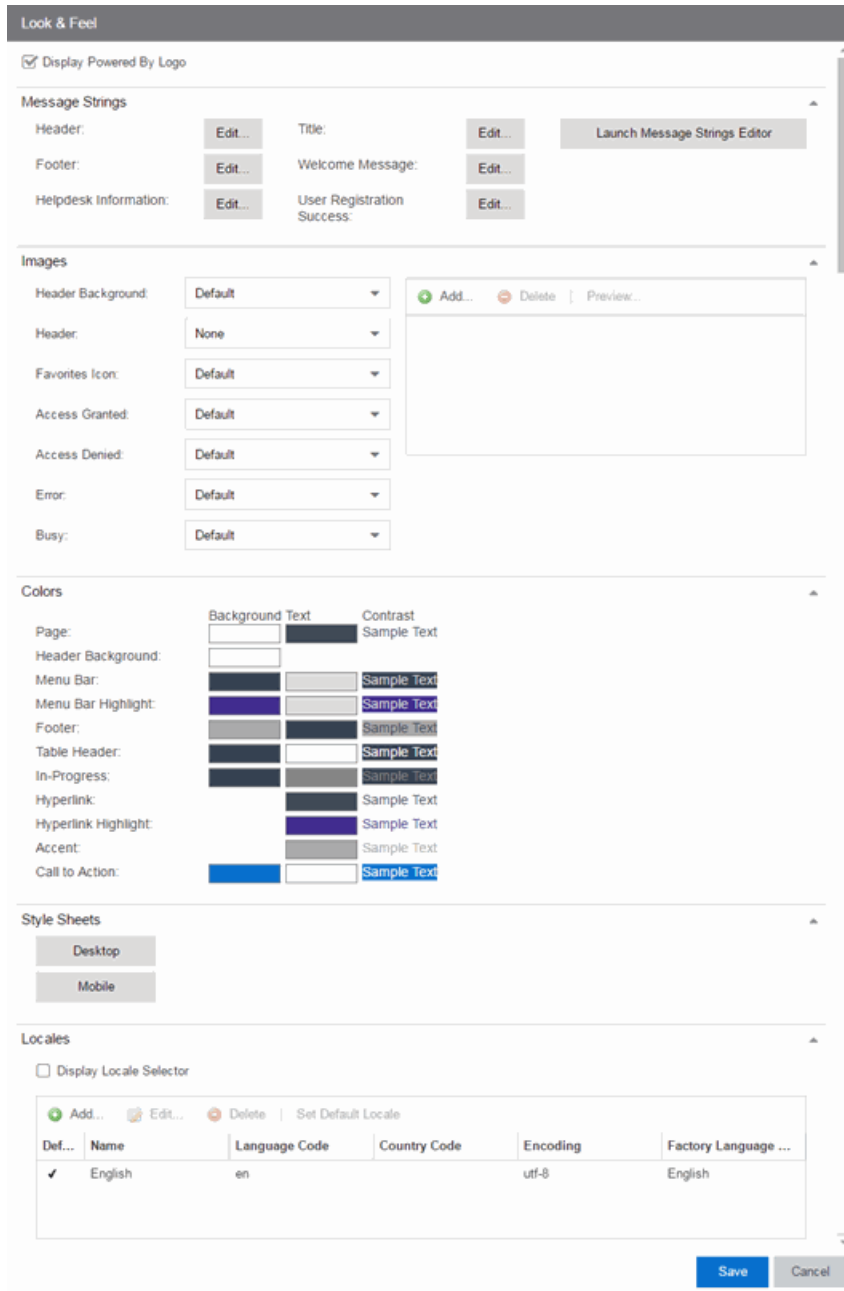 Look & Feel
Display Powered By Logo
Message Strings
Header: Edit... Title: Edit... Launch Message Strings Editor
Footer: Edit... Welcome Message: Edit...
Helpdesk Information: Edit... User Registration Success: Edit...
Images
Header Background: Default Add... Delete Preview...
Header: None
Favorites Icon: Default
Access Granted: Default
Access Denied: Default
Error: Default
Busy: Default
Colors
Background Text Contrast
Page: Sample Text
Header Background:
Menu Bar: Sample Text
Menu Bar Highlight: Sample Text
Footer: Sample Text
Table Header: Sample Text
In-Progress: Sample Text
Hyperlink: Sample Text
Hyperlink Highlight: Sample Text
Accent: Sample Text
Call to Action: Sample Text
Style Sheets
Desktop
Mobile
Locales
Display Locale Selector
Add... Edit... Delete Set Default Locale
Def... Name Language Code Country Code Encoding Factory Language ...
English en utf-8 English
Save Cancel